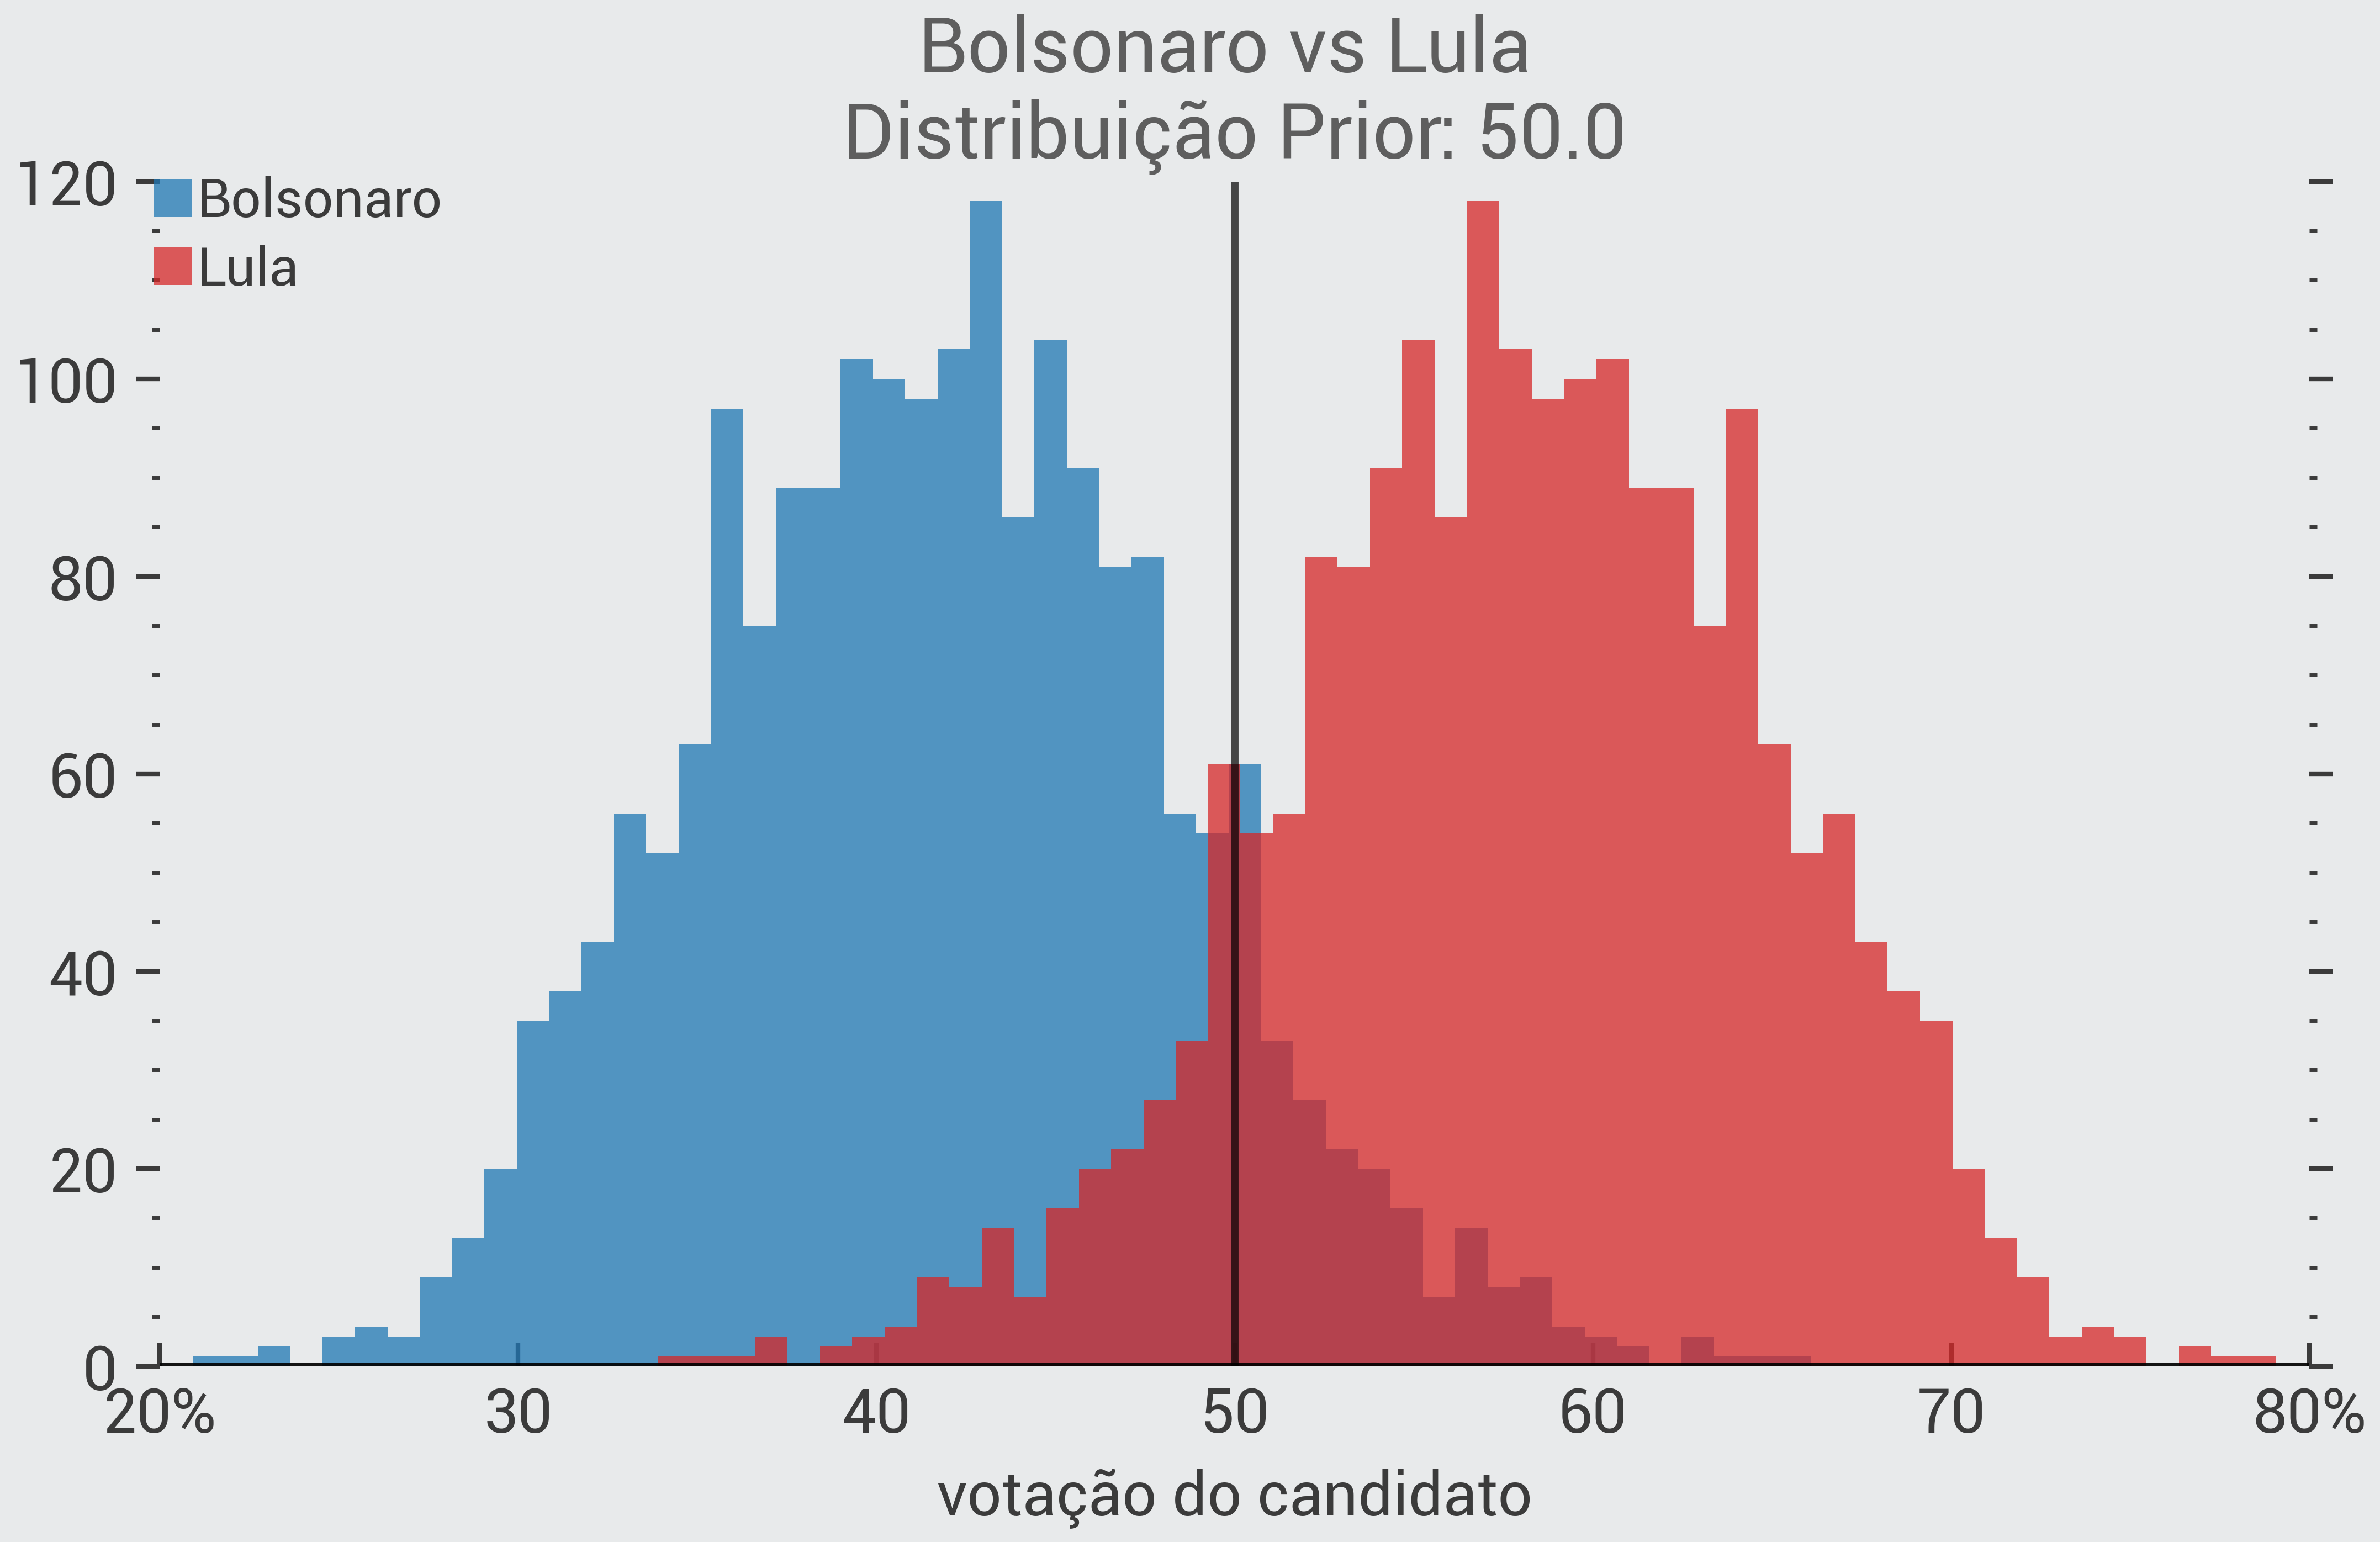 Bolsonaro vs Lula
Distribuição Prior: 50.0
Bolsonaro
Lula
120
100
80
60
40
20
0
20% 30 40 50 60 70 80%
votação do candidato